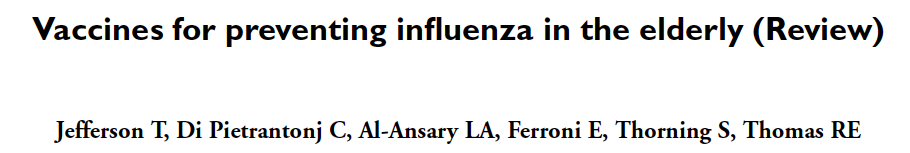 Vaccines for preventing influenza in the elderly (Review)
Jefferson T, Di Pietrantonj C, Al-Ansary LA, Ferroni E, Thorning S, Thomas RE